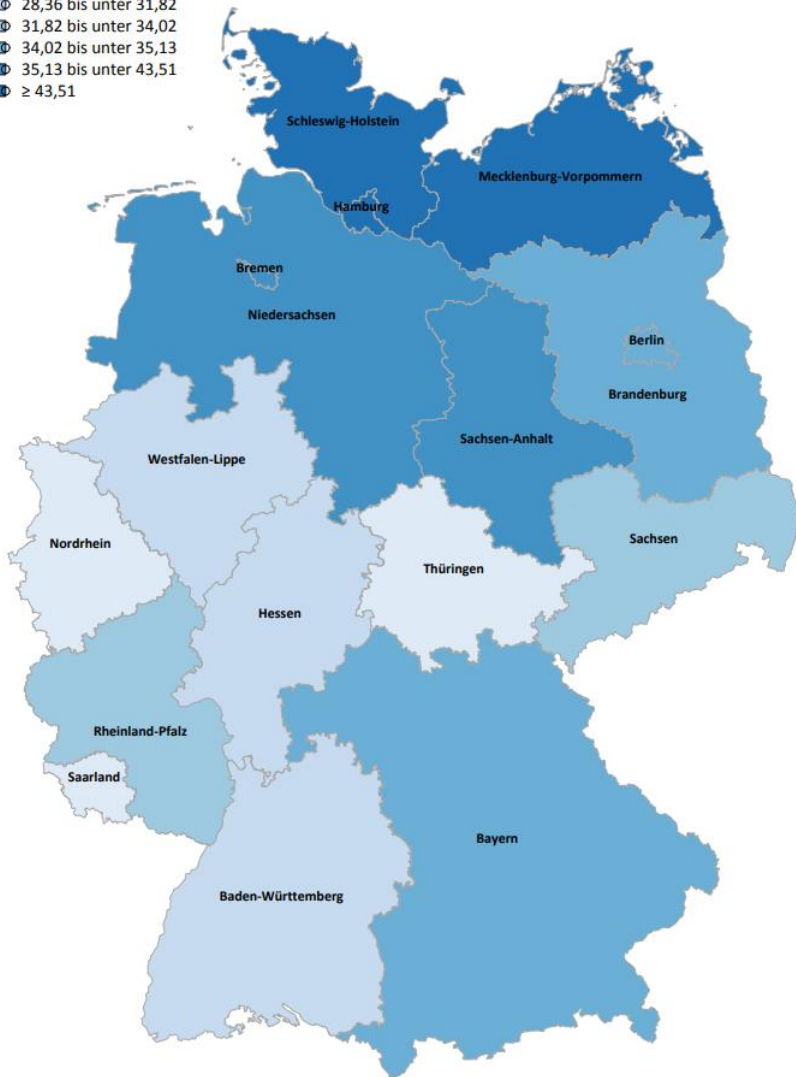 28,36 bis unter 31,82
31,82 bis unter 34,02
34,02 bis unter 35,13
35,13 bis unter 43,51
≥ 43,51
Schleswig-Holstein
Mecklenburg-Vorpommern
Hamburg
Bremen
Niedersachsen
Berlin
Brandenburg
Sachsen-Anhalt
Westfalen-Lippe
Nordrhein
Sachsen
Thüringen
Hessen
Rheinland-Pfalz
Saarland
Bayern
Baden-Württemberg